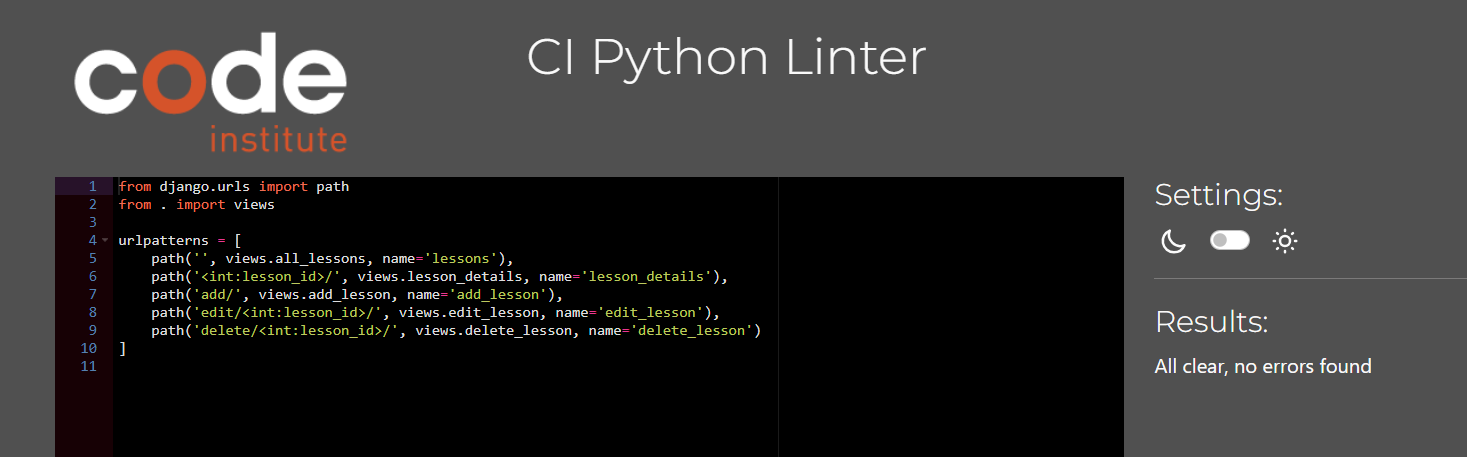 code
institute
CI Python Linter
1 from django.urls import path
2 from . import views
3
4 urlpatterns = [
5     path('', views.all_lessons, name='lessons'),
6     path('<int:lesson_id>/', views.lesson_details, name='lesson_details'),
7     path('add/', views.add_lesson, name='add_lesson'),
8     path('edit/<int:lesson_id>/', views.edit_lesson, name='edit_lesson'),
9     path('delete/<int:lesson_id>/', views.delete_lesson, name='delete_lesson')
10 ]
11
Settings:
Results:
All clear, no errors found